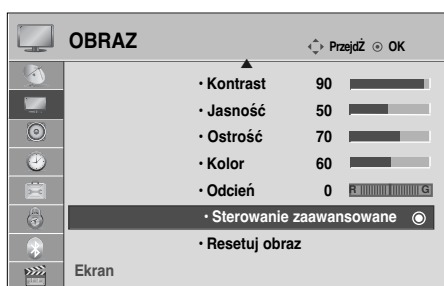 OBRAZ PrzejdŹ OK
• Kontrast 90
• Jasność 50
• Ostrość 70
• Kolor 60
• Odcień 0 R G
• Sterowanie zaawansowane
• Resetuj obraz
Ekran